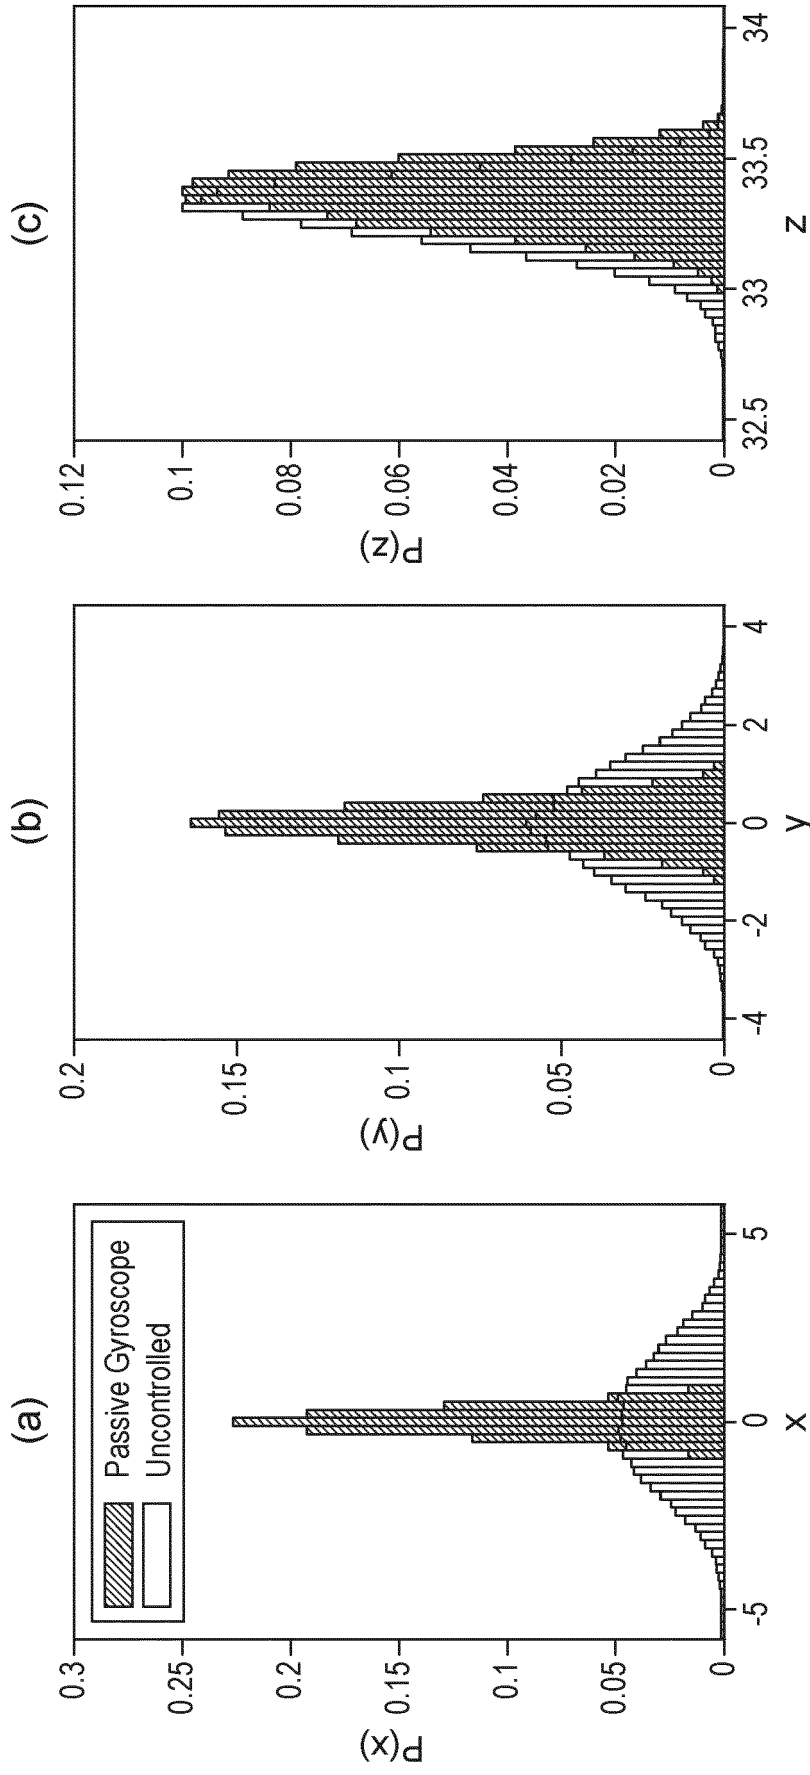 (a)
Passive Gyroscope
Uncontrolled
P(x)
0.3
0.25
0.2
0.15
0.1
0.05
0
-5
0
5
x
(b)
P(y)
0.2
0.15
0.1
0.05
0
-4
-2
0
2
4
y
(c)
P(z)
0.12
0.1
0.08
0.06
0.04
0.02
0
32.5
33
33.5
34
z